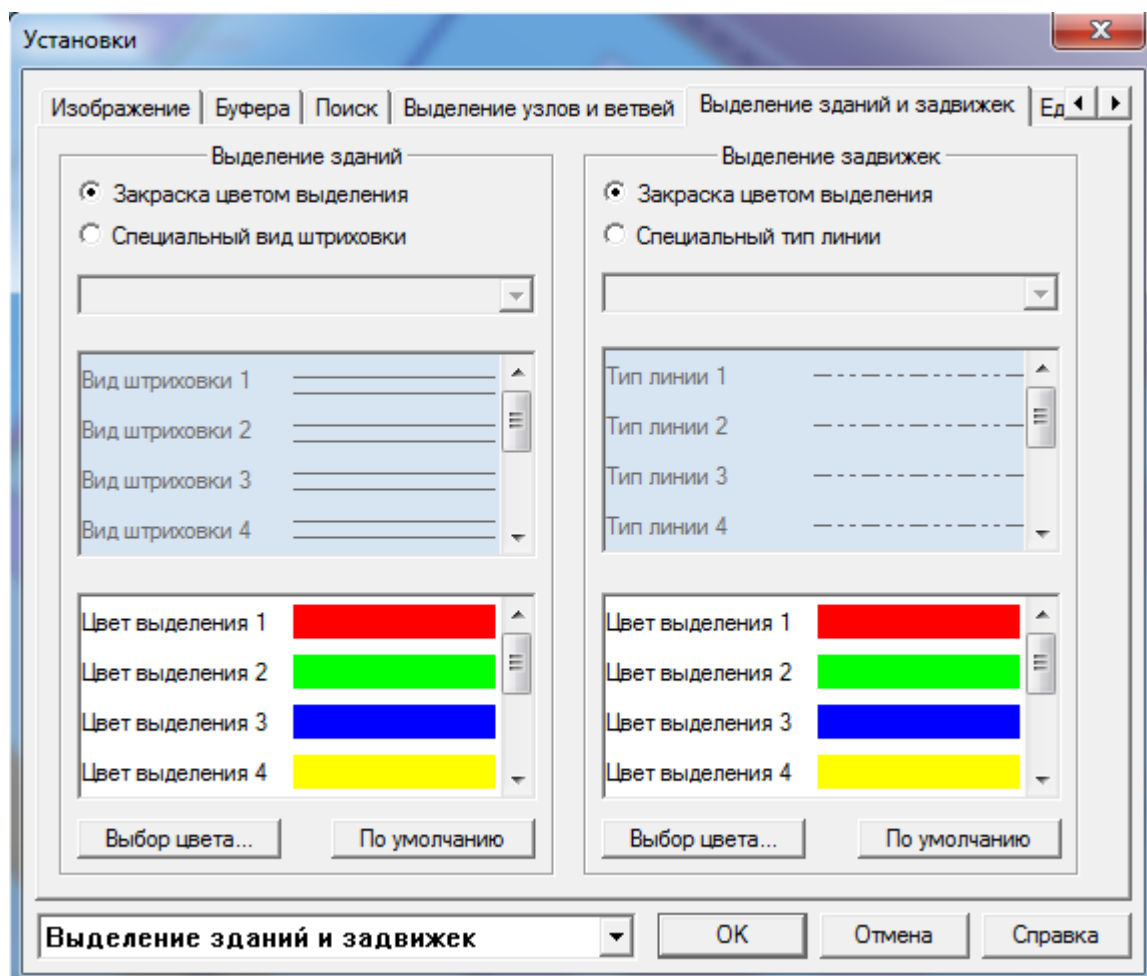 Установки
Изображение Буфера Поиск Выделение узлов и ветвей Выделение зданий и задвижек Ед
Выделение зданий
Закраска цветом выделения
Специальный вид штриховки
Вид штриховки 1
Вид штриховки 2
Вид штриховки 3
Вид штриховки 4
Цвет выделения 1
Цвет выделения 2
Цвет выделения 3
Цвет выделения 4
Выбор цвета... По умолчанию
Выделение задвижек
Закраска цветом выделения
Специальный тип линии
Тип линии 1
Тип линии 2
Тип линии 3
Тип линии 4
Цвет выделения 1
Цвет выделения 2
Цвет выделения 3
Цвет выделения 4
Выбор цвета... По умолчанию
Выделение зданий и задвижек OK Отмена Справка